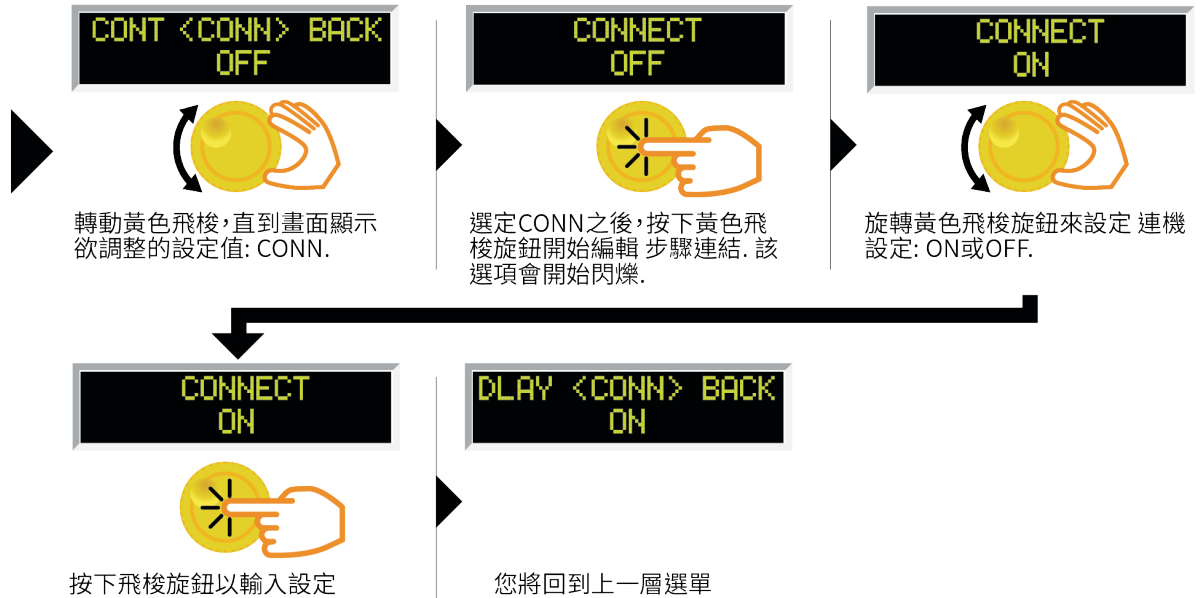 CONT <CONN> BACK
OFF
轉動黃色飛梭,直到畫面顯示
欲調整的設定值: CONN.
CONNECT
OFF
選定CONN之後,按下黃色飛
梭旋鈕開始編輯 步驟連結. 該
選項會開始閃爍.
CONNECT
ON
旋轉黃色飛梭旋鈕來設定 連機
設定: ON或OFF.
CONNECT
ON
按下飛梭旋鈕以輸入設定
DLAY <CONN> BACK
ON
您將回到上一層選單